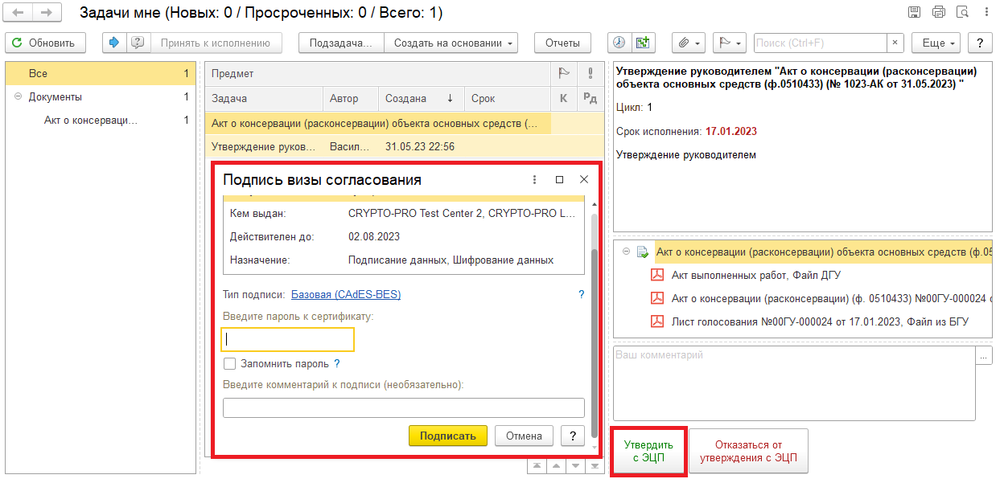 Задачи мне (Новых: 0 / Просроченных: 0 / Всего: 1)
Обновить
Принять к исполнению
Подзадача...
Создать на основании
Отчеты
Поиск (Ctrl+F)
×
Еще
?
Все 1
Документы 1
Акт о консерваци... 1
Предмет
Задача Автор Создана ↓ Срок К Рд
Акт о консервации (расконсервации) объекта основных средств (...
Утверждение руков... Васил... 31.05.23 22:56
Подпись визы согласования
Кем выдан: CRYPTO-PRO Test Center 2, CRYPTO-PRO L...
Действителен до: 02.08.2023
Назначение: Подписание данных, Шифрование данных
Тип подписи: Базовая (CAdES-BES) ?
Введите пароль к сертификату:
Запомнить пароль ?
Введите комментарий к подписи (необязательно):
Подписать
Отмена
?
Утверждение руководителем "Акт о консервации (расконсервации)
объекта основных средств (ф.0510433) (№ 1023-АК от 31.05.2023) "
Цикл: 1
Срок исполнения: 17.01.2023
Утверждение руководителем
Акт о консервации (расконсервации) объекта основных средств (ф.05
Акт выполненных работ, Файл ДГУ
Акт о консервации (расконсервации) (ф. 0510433) №00ГУ-000024 о
Лист голосования №00ГУ-000024 от 17.01.2023, Файл из БГУ
Ваш комментарий
...
Утвердить
с ЭЦП
Отказаться от
утверждения с ЭЦП